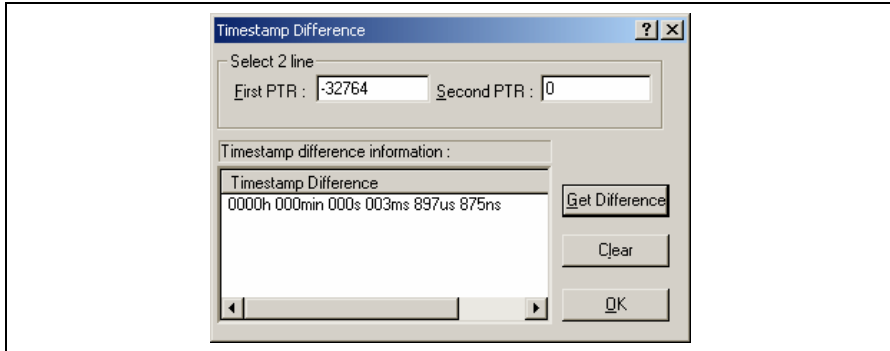 Timestamp Difference
Select 2 line
First PTR : -32764 Second PTR : 0
Timestamp difference information :
Timestamp Difference
0000h 000min 000s 003ms 897us 875ns
Get Difference
Clear
OK